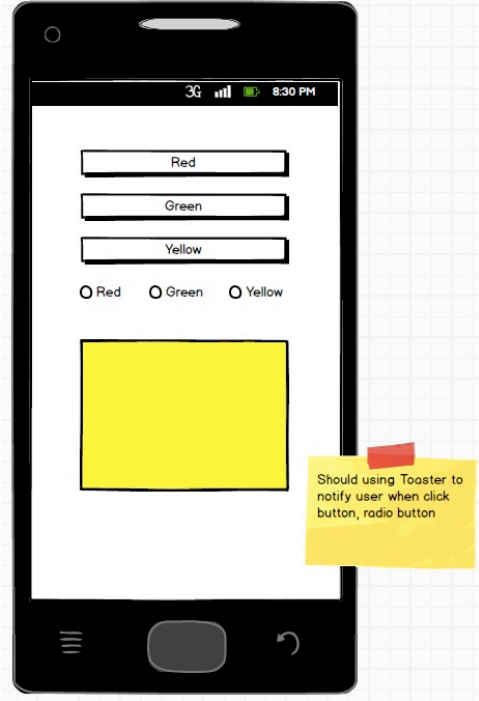 3G 8:30 PM
Red
Green
Yellow
Red Green Yellow
Should using Toaster to
notify user when click
button, radio button